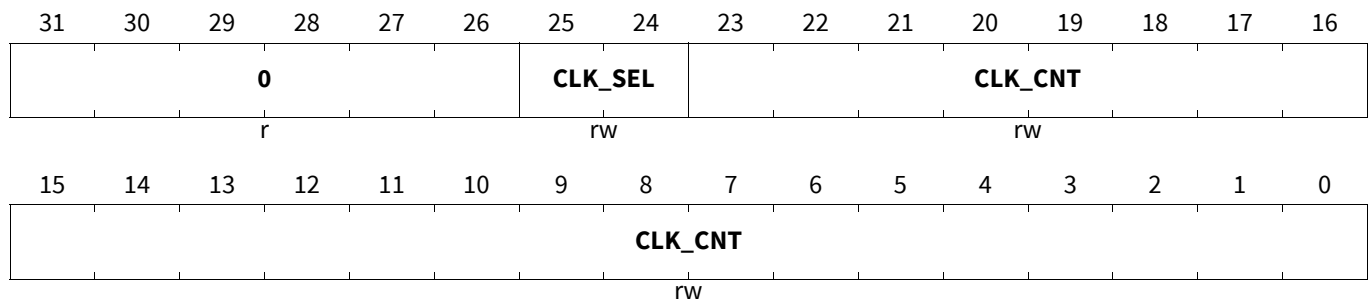 31 30 29 28 27 26 25 24 23 22 21 20 19 18 17 16
0 CLK_SEL CLK_CNT
r rw rw
15 14 13 12 11 10 9 8 7 6 5 4 3 2 1 0
CLK_CNT
rw